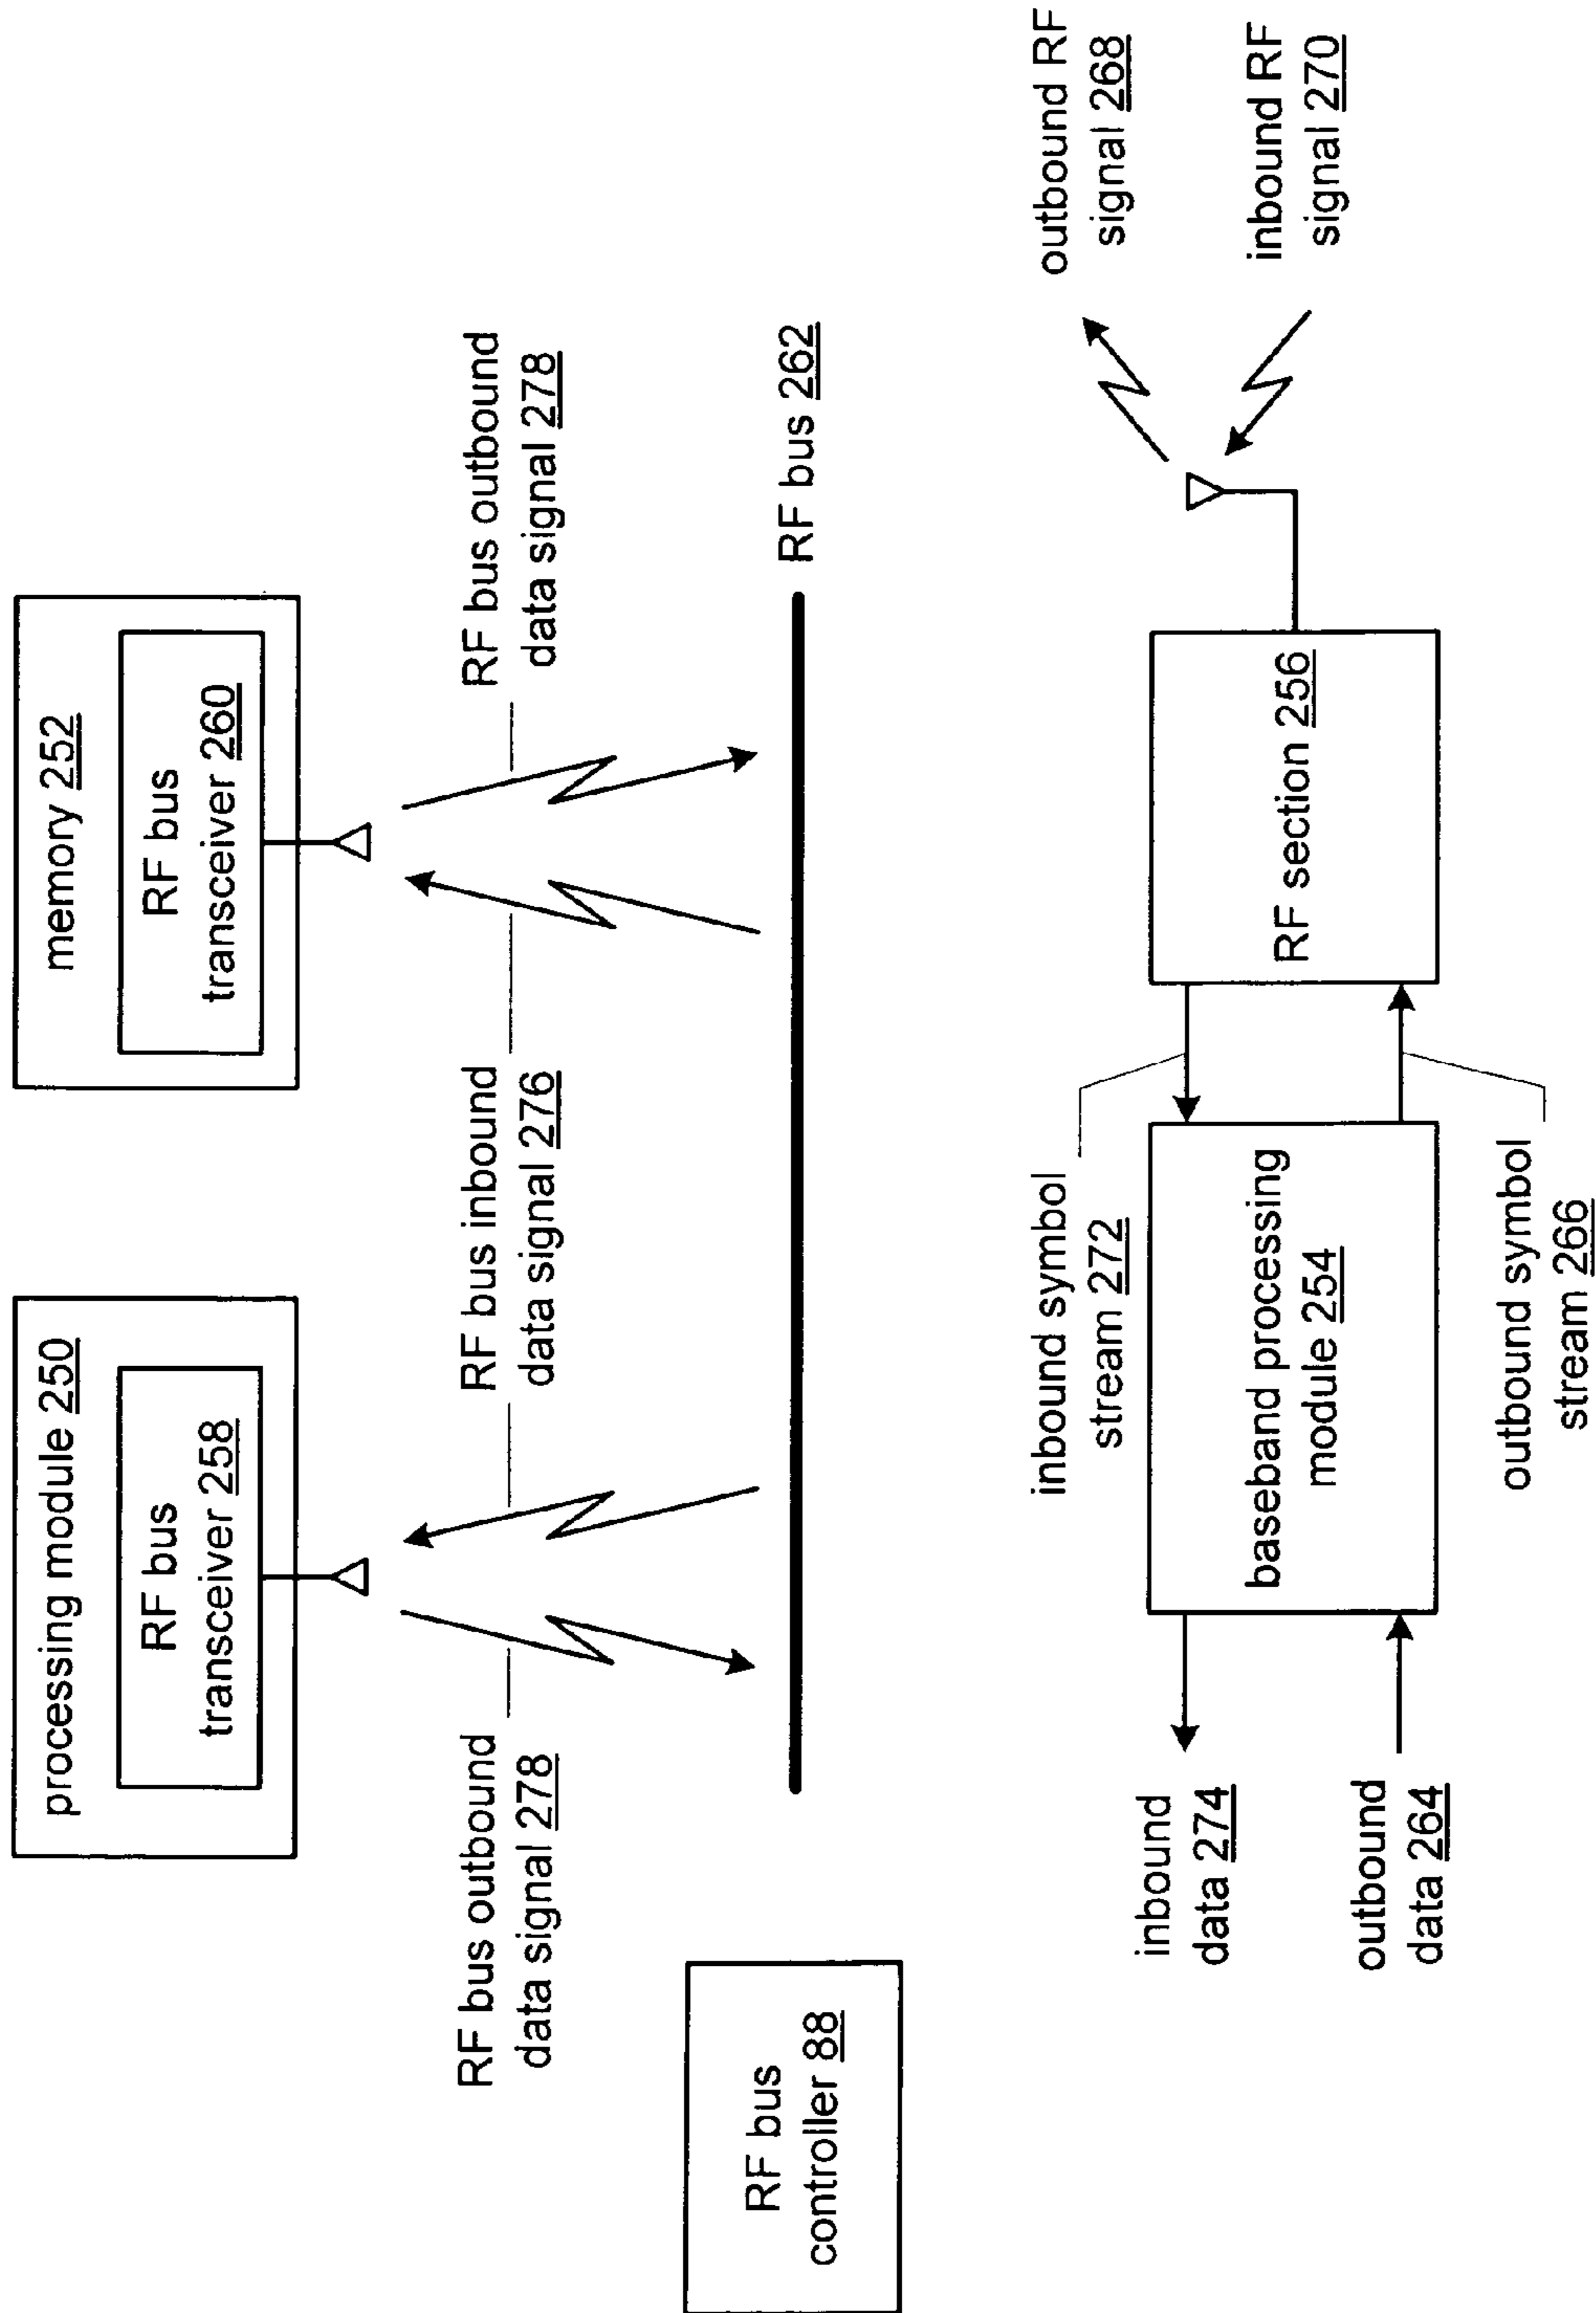 processing module 250
RF bus
transceiver 258
memory 252
RF bus
transceiver 260
RF bus outbound
data signal 278
RF bus inbound
data signal 276
RF bus outbound
data signal 278
RF bus
controller 88
RF bus 262
inbound symbol
stream 272
outbound RF
signal 268
inbound
data 274
baseband processing
module 254
RF section 256
inbound RF
signal 270
outbound
data 264
outbound symbol
stream 266